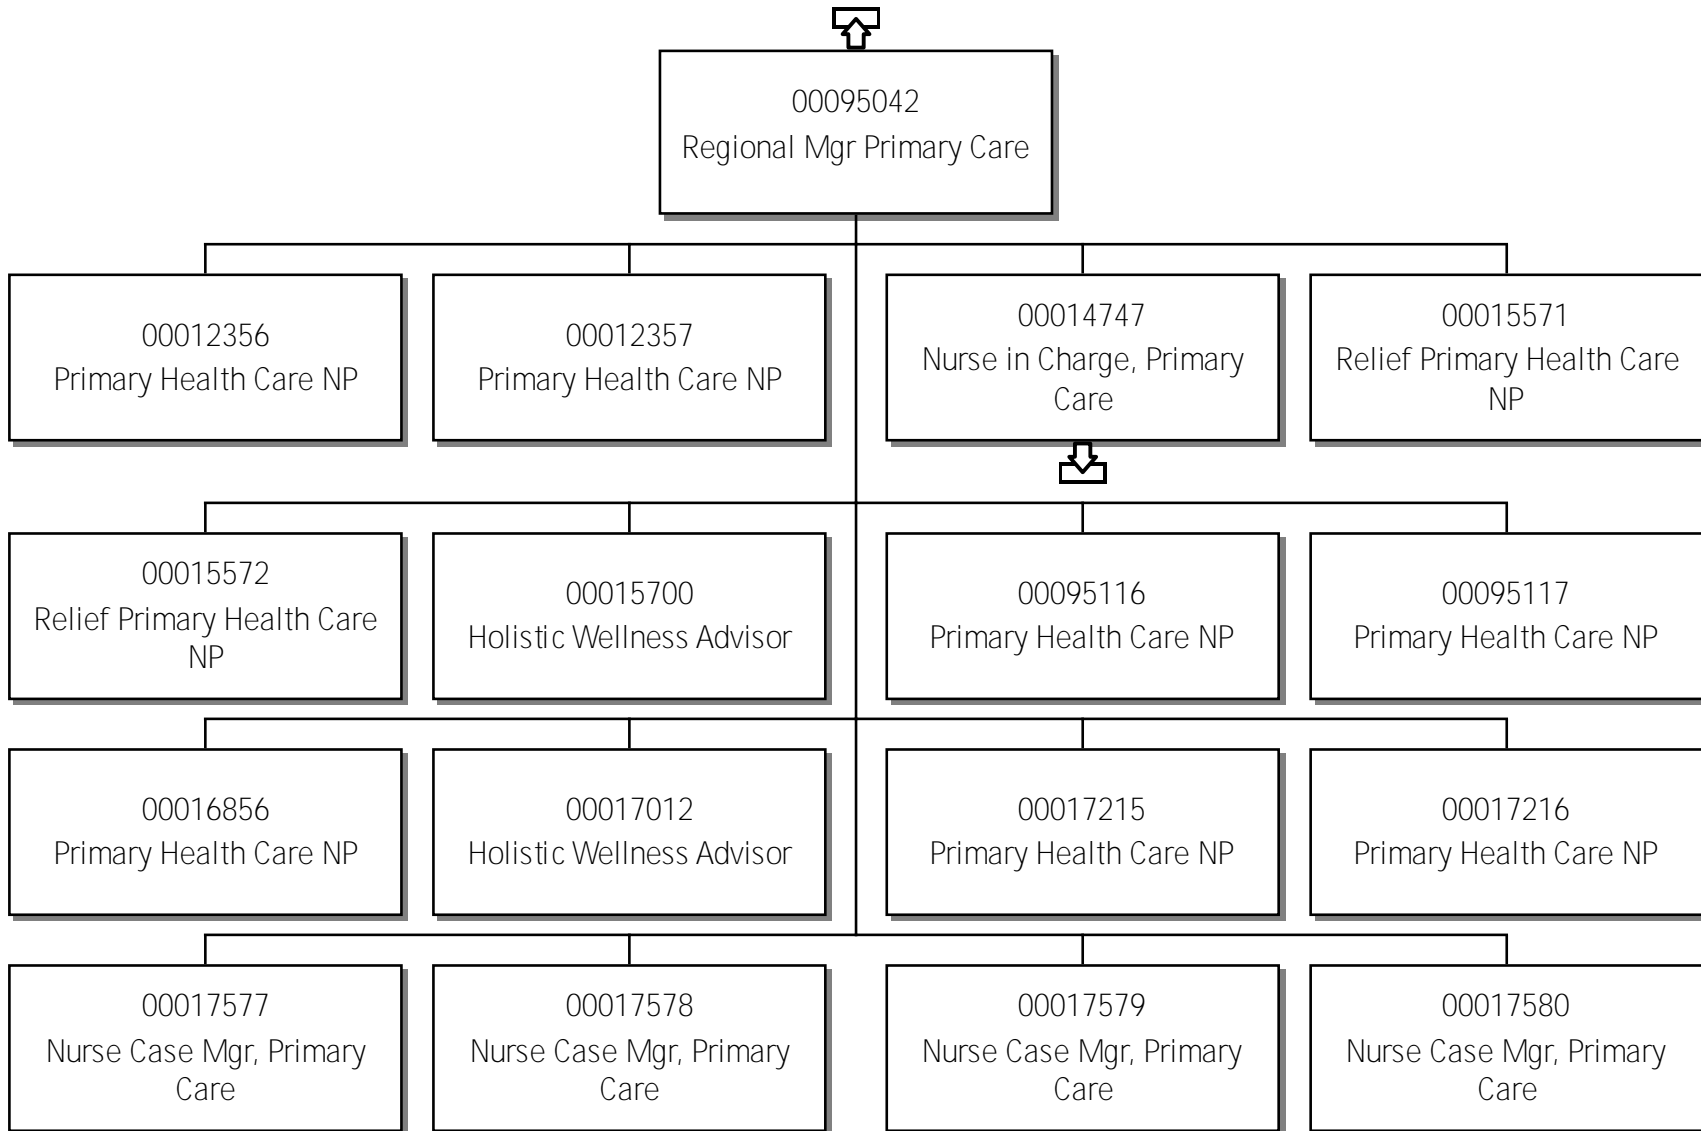 00095042
Regional Mgr Primary Care
00012356
Primary Health Care NP
00012357
Primary Health Care NP
00014747
Nurse in Charge, Primary
Care
00015571
Relief Primary Health Care
NP
00015572
Relief Primary Health Care
NP
00015700
Holistic Wellness Advisor
00095116
Primary Health Care NP
00095117
Primary Health Care NP
00016856
Primary Health Care NP
00017012
Holistic Wellness Advisor
00017215
Primary Health Care NP
00017216
Primary Health Care NP
00017577
Nurse Case Mgr, Primary
Care
00017578
Nurse Case Mgr, Primary
Care
00017579
Nurse Case Mgr, Primary
Care
00017580
Nurse Case Mgr, Primary
Care